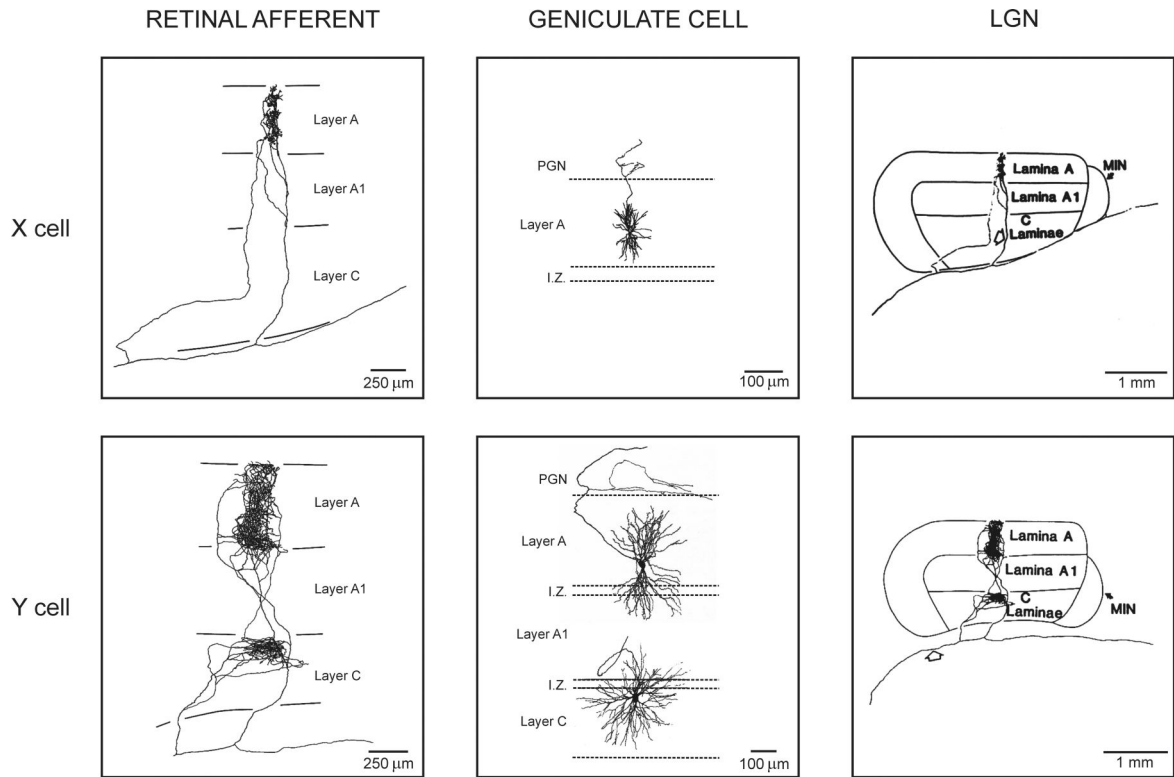 RETINAL AFFERENT
GENICULATE CELL
LGN
X cell
Layer A
Layer A1
Layer C
250 µm
PGN
Layer A
I.Z.
100 µm
Lamina A
MIN
Lamina A1
C
Laminae
1 mm
Y cell
Layer A
Layer A1
Layer C
250 µm
PGN
Layer A
I.Z.
Layer A1
I.Z.
Layer C
100 µm
Lamina A
Lamina A1
C
Laminae
MIN
1 mm